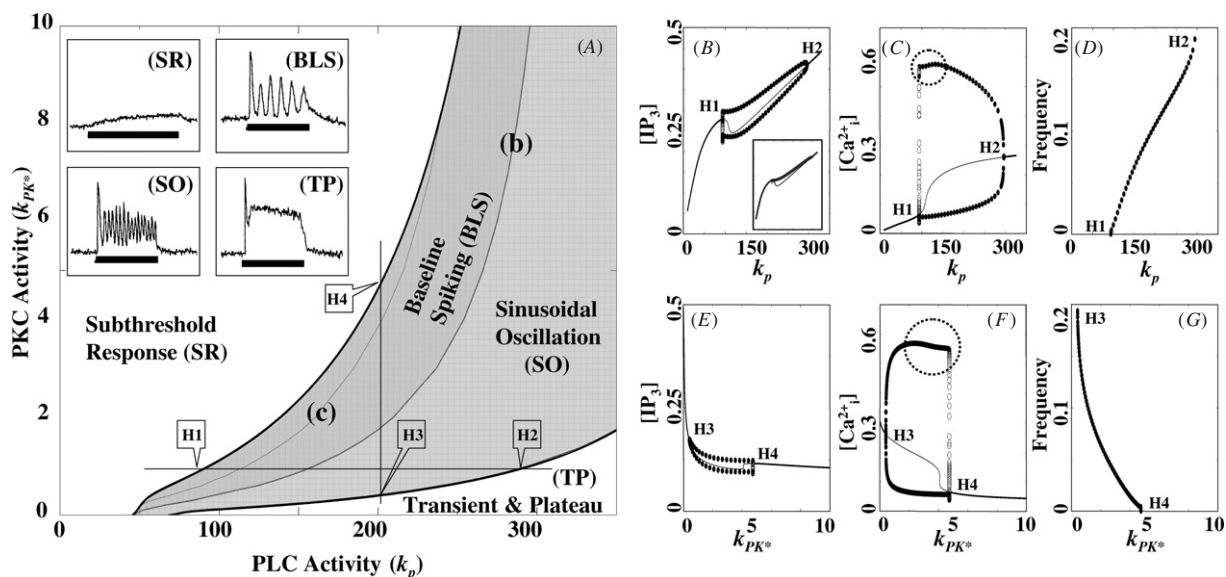 10
8
6
4
2
0
0
100
200
300
PKC Activity (kPK*)
PLC Activity (kp)
(A)
(SR)
(BLS)
(SO)
(TP)
(b)
(c)
Baseline
Spiking (BLS)
Sinusoidal
Oscillation
(SO)
Subthreshold
Response (SR)
(TP)
Transient & Plateau
H1
H2
H3
H4
(B)
[IP3]
0.5
0.25
0
0
150
300
kp
H1
H2
(C)
[Ca2+i]
0.6
0.3
0
0
150
300
kp
H1
H2
(D)
Frequency
0.2
0.1
0
0
150
300
kp
H1
H2
(E)
[IP3]
0.5
0.25
0
0
5
10
kPK*
H3
H4
(F)
[Ca2+i]
0.6
0.3
0
0
5
10
kPK*
H3
H4
(G)
Frequency
0.2
0.1
0
0
5
10
kPK*
H3
H4